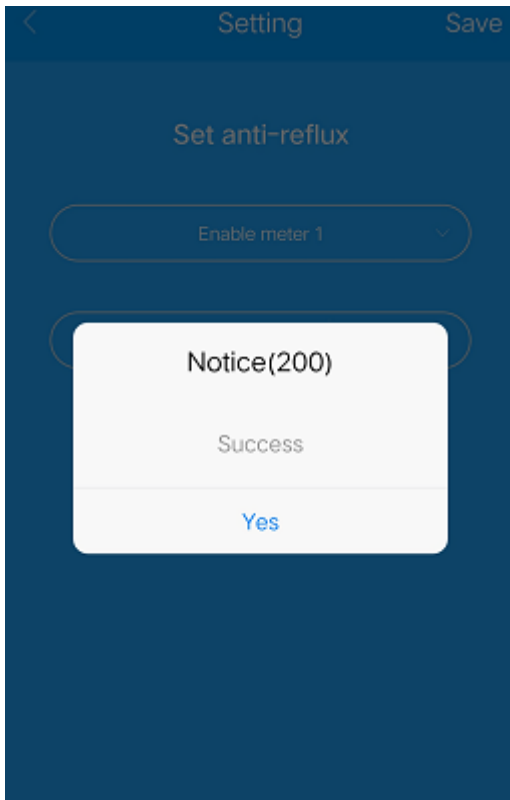 Setting Save
Set anti-reflux
Enable meter 1
Notice(200)
Success
Yes